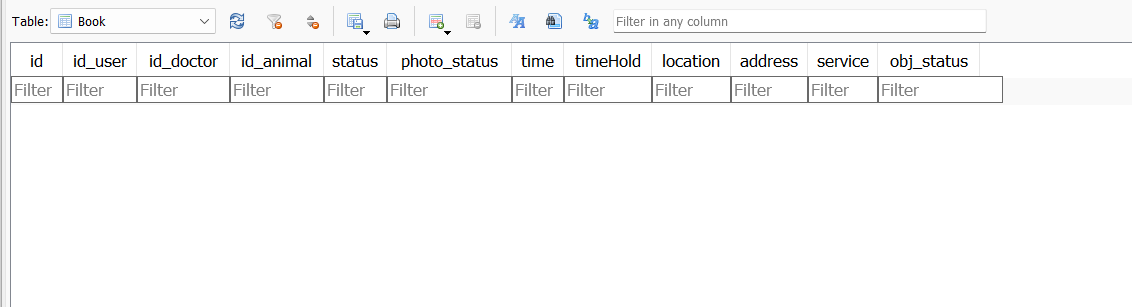 Table: Book Filter in any column
id id_user id_doctor id_animal status photo_status time timeHold location address service obj_status
Filter Filter Filter Filter Filter Filter Filter Filter Filter Filter Filter Filter